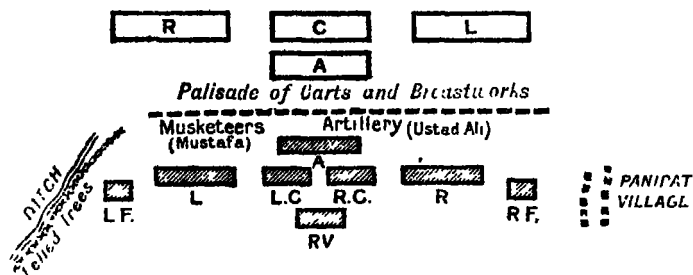 R C L
A
Palisade of Carts and Breastworks
Musketeers Artillery (Ustad Ali)
(Mustafa)
A
L L.C R.C. R
L F. R F.
RV
DITCH
Felled Trees
PANIPAT
VILLAGE